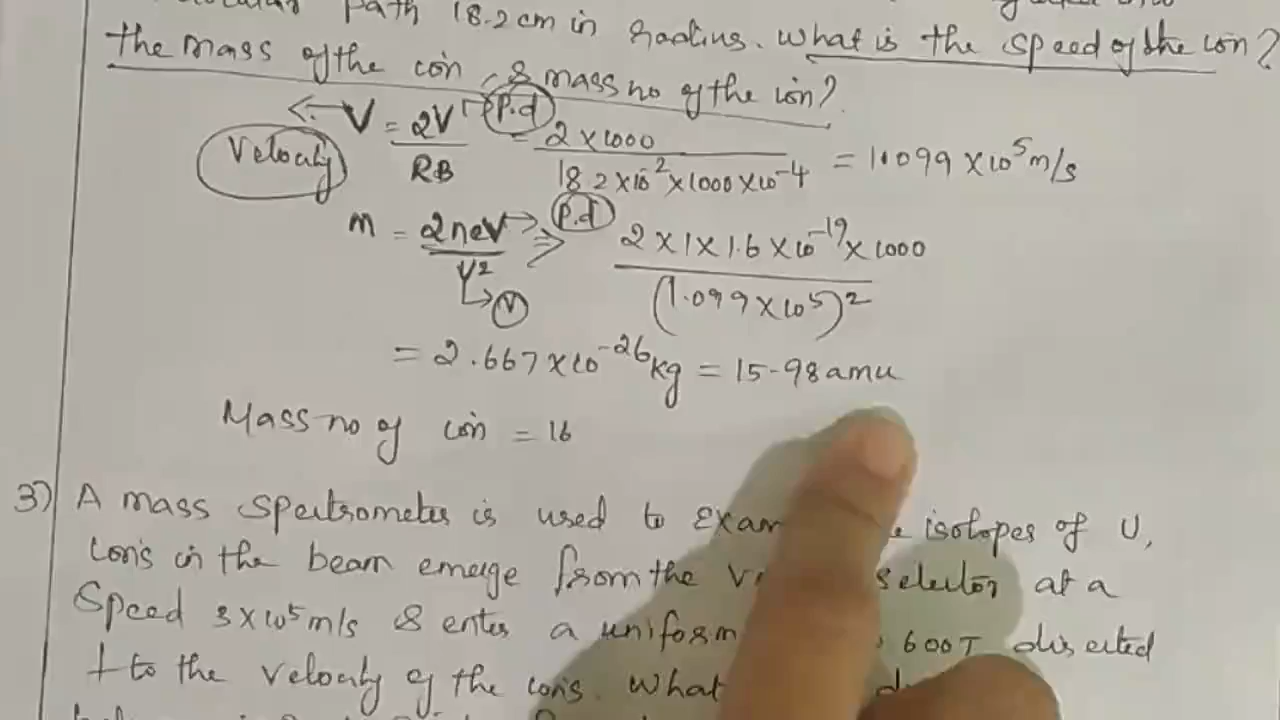 path 18.2 cm in radius. What is the speed of the ion?
the mass of the ion, & mass no of the ion?
V = 2V / RB = 2 × 1000 / 18.2 × 10^-2 × 1000 × 10^-4 = 1.099 × 10^5 m/s
P.d
Velocity
m = 2neV / V^2 ⇒ 2 × 1 × 1.6 × 10^-19 × 1000 / (1.099 × 10^5)^2
P.d
V
= 2.667 × 10^-26 kg = 15.98 amu
Mass no of ion = 16
3) A mass spectrometer is used to exam isotopes of U,
ions in the beam emerge from the selector at a
Speed 3×10^5 m/s & enter a uniform 600T directed
⊥ to the velocity of the ions. What